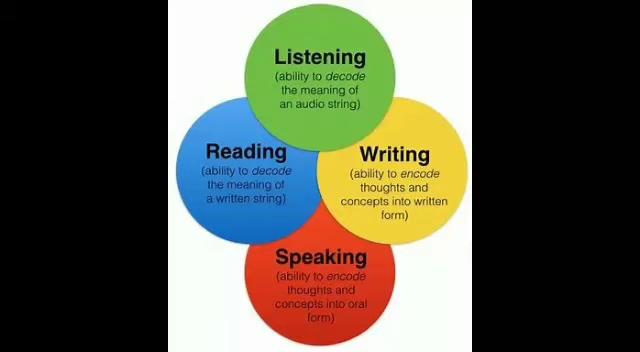 Listening
(ability to decode
the meaning of
an audio string)
Reading
(ability to decode
the meaning of
a written string)
Writing
(ability to encode
thoughts and
concepts into written
form)
Speaking
(ability to encode
thoughts and
concepts into oral
form)